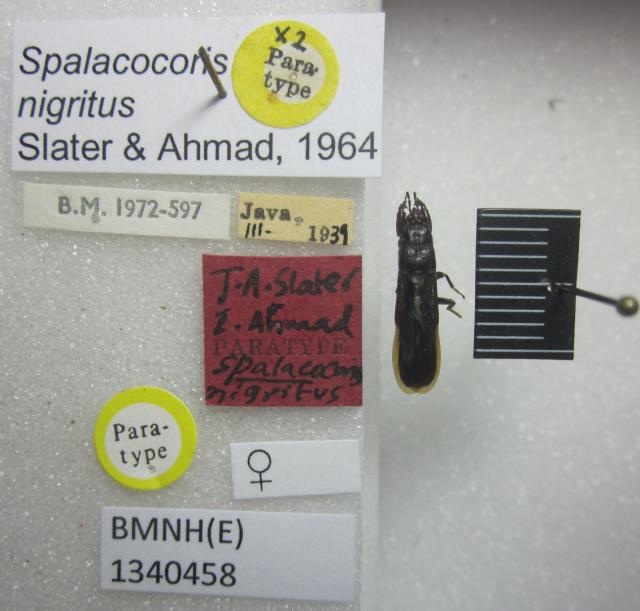 Spalacocoris
nigritus
Slater & Ahmad, 1964
x2
Para-
type
B.M. 1972-597
Java.
III- 1939
J.A. Slater
I. Ahmad
PARATYPE
Spalacocoris
nigritus
Para-
type
♀
BMNH(E)
1340458